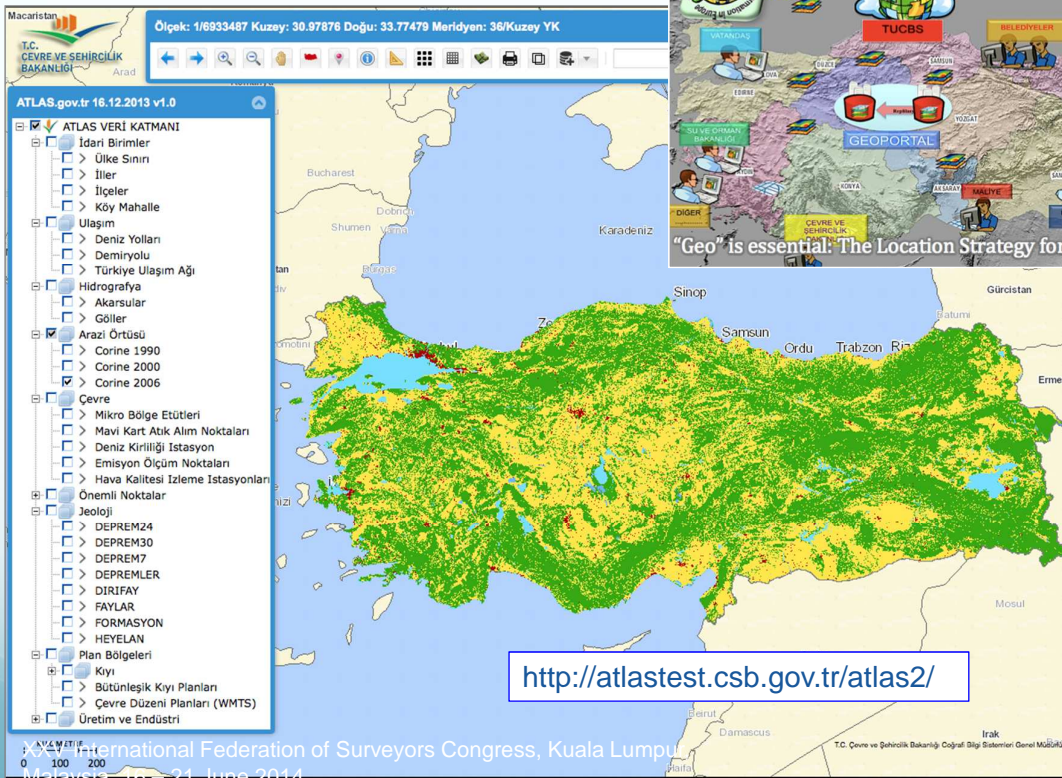 Macaristan
T.C.
ÇEVRE VE ŞEHİRCİLİK
BAKANLIĞI
Arad
Ölçek: 1/6933487 Kuzey: 30.97876 Doğu: 33.77479 Meridyen: 36/Kuzey YK
ATLAS.gov.tr 16.12.2013 v1.0
ATLAS VERİ KATMANI
İdari Birimler
Ülke Sınırı
İller
İlçeler
Köy Mahalle
Ulaşım
Deniz Yolları
Demiryolu
Türkiye Ulaşım Ağı
Hidrografya
Akarsular
Göller
Arazi Örtüsü
Corine 1990
Corine 2000
Corine 2006
Çevre
Mikro Bölge Etütleri
Mavi Kart Atık Alım Noktaları
Deniz Kirliliği Istasyon
Emisyon Ölçüm Noktaları
Hava Kalitesi Izleme Istasyonları
Önemli Noktalar
Jeoloji
DEPREM24
DEPREM30
DEPREM7
DEPREMLER
DIRIFAY
FAYLAR
FORMASYON
HEYELAN
Plan Bölgeleri
Kıyı
Bütünleşik Kıyı Planları
Çevre Düzeni Planları (WMTS)
Üretim ve Endüstri
KILOMETRE
0 100 200
Bucharest
Dobrich
Shumen Varna
Burgas
Karadeniz
Sinop
Samsun
Ordu
Trabzon
Gürcistan
Batumi
Mosul
Beirut
Damascus
Haifa
Irak
mation in Europe
TUCBS
VATANDAŞ
BELEDİYELER
DÜZCE
SAMSUN
EDİRNE
YOZGAT
SU VE ORMAN
BAKANLIĞI
GEOPORTAL
AYDIN
KONYA
AKSARAY
MALİYE
DİĞER
ÇEVRE VE
ŞEHİRCİLİK
"Geo" is essential: The Location Strategy for
http://atlastest.csb.gov.tr/atlas2/
T.C. Çevre ve Şehircilik Bakanlığı Coğrafi Bilgi Sistemleri Genel Müdürlü
XXV International Federation of Surveyors Congress, Kuala Lumpur,
Malaysia, 16 – 21 June 2014